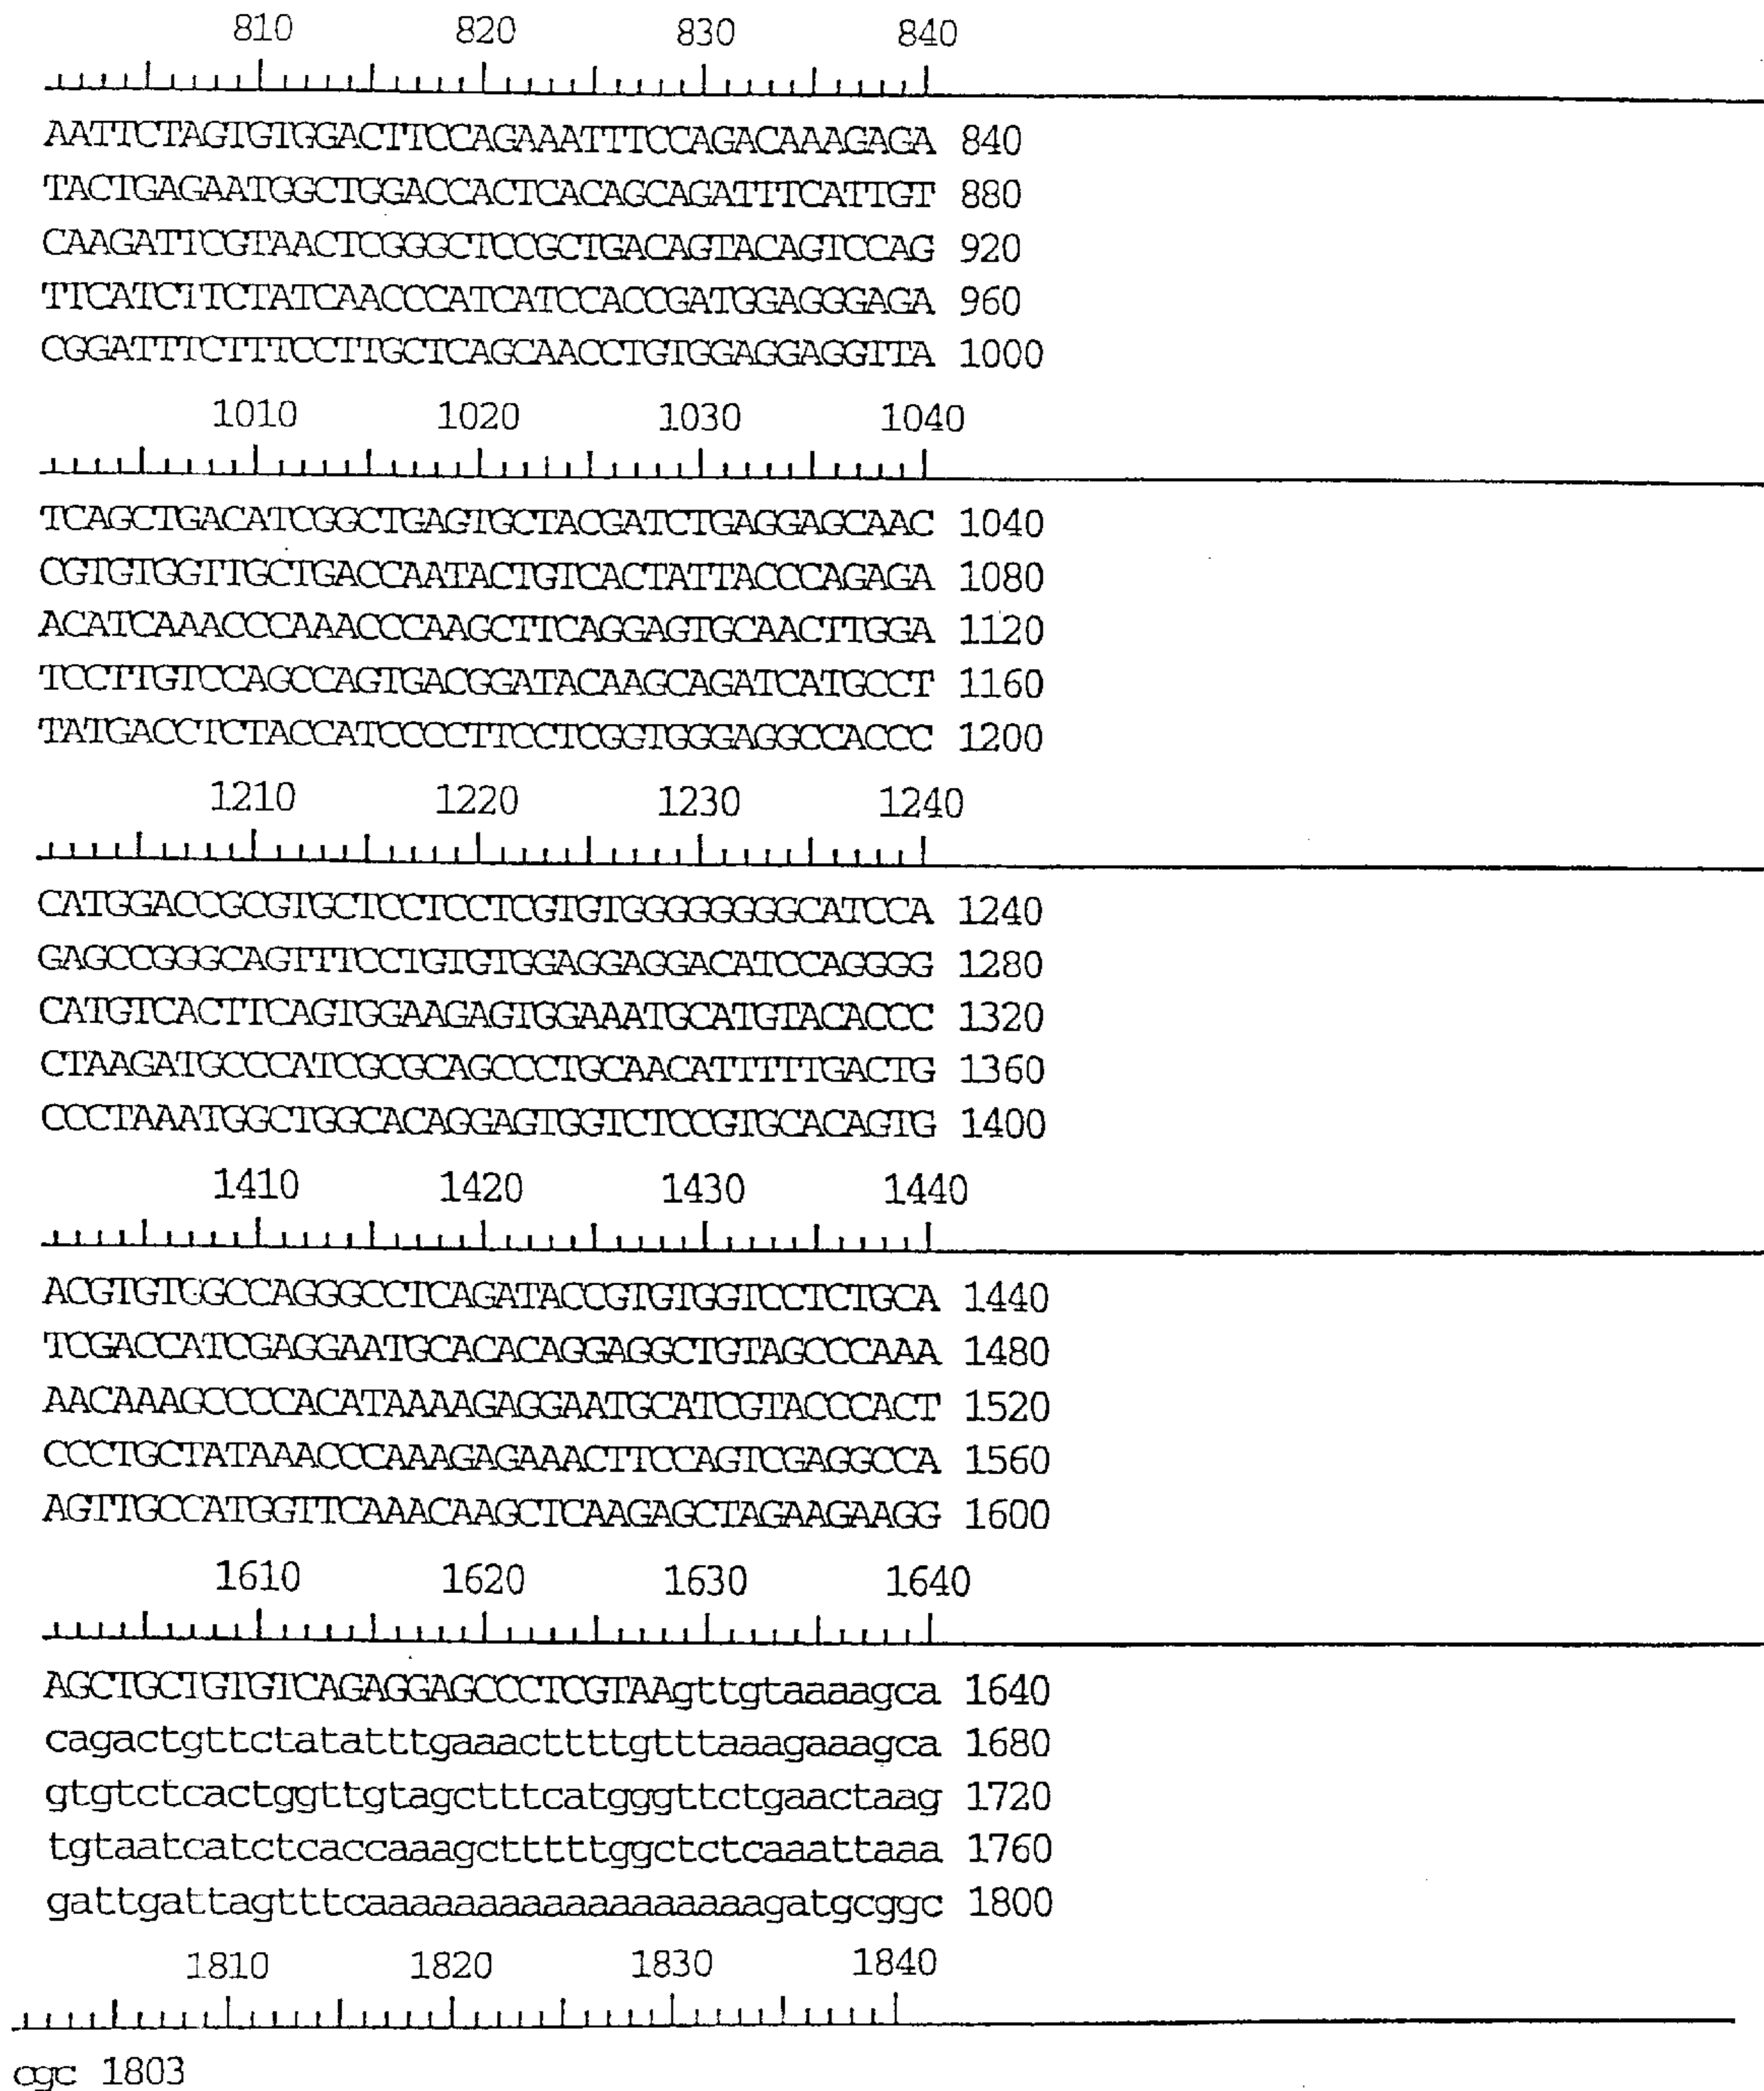 810 820 830 840
AATTCTAGTGTGGACTTCCAGAAATTTCCAGACAAAGAGA 840
TACTGAGAATGGCTGGACCACTCACAGCAGATTTCATTGT 880
CAAGATTCGTAACTCGGGCTCCGCTGACAGTACAGTCCAG 920
TTCATCTTCTATCAACCCATCATCCACCGATGGAGGGAGA 960
CGGATTTCTTTCCTTGCTCAGCAACCTGTGGAGGAGGTTA 1000
1010 1020 1030 1040
TCAGCTGACATCGGCTGAGTGCTACGATCTGAGGAGCAAC 1040
CGTGTGGTTGCTGACCAATACTGTCACTATTACCCAGAGA 1080
ACATCAAACCCAAACCCAAGCTTCAGGAGTGCAACTTGGA 1120
TCCTTGTCCAGCCAGTGACGGATACAAGCAGATCATGCCT 1160
TATGACCTCTACCATCCCCTTCCTCGGTGGGAGGCCACCC 1200
1210 1220 1230 1240
CATGGACCGCGTGCTCCTCCTCGTGTGGGGGGGGCATCCA 1240
GAGCCGGGCAGTTTCCTGTGTGGAGGAGGACATCCAGGGG 1280
CATGTCACTTCAGTGGAAGAGTGGAAATGCATGTACACCC 1320
CTAAGATGCCCATCGCGCAGCCCTGCAACATTTTTGACTG 1360
CCCTAAATGGCTGGCACAGGAGTGGTCTCCGTGCACAGTG 1400
1410 1420 1430 1440
ACGTGTGGCCAGGGCCTCAGATACCGTGTGGTCCTCTGCA 1440
TCGACCATCGAGGAATGCACACAGGAGGCTGTAGCCCAAA 1480
AACAAAGCCCCACATAAAAGAGGAATGCATCGTACCCACT 1520
CCCTGCTATAAACCCAAAGAGAAACTTCCAGTCGAGGCCA 1560
AGTTGCCATGGTTCAAACAAGCTCAAGAGCTAGAAGAAGG 1600
1610 1620 1630 1640
AGCTGCTGTGTCAGAGGAGCCCTCGTAAgttgtaaaagca 1640
cagactgttctatatttgaaacttttgtttaaagaaagca 1680
gtgtctcactggttgtagctttcatgggttctgaactaag 1720
tgtaatcatctcaccaaagctttttggctctcaaattaaa 1760
gattgattagtttcaaaaaaaaaaaaaaaaaagatgcggc 1800
1810 1820 1830 1840
cgc 1803